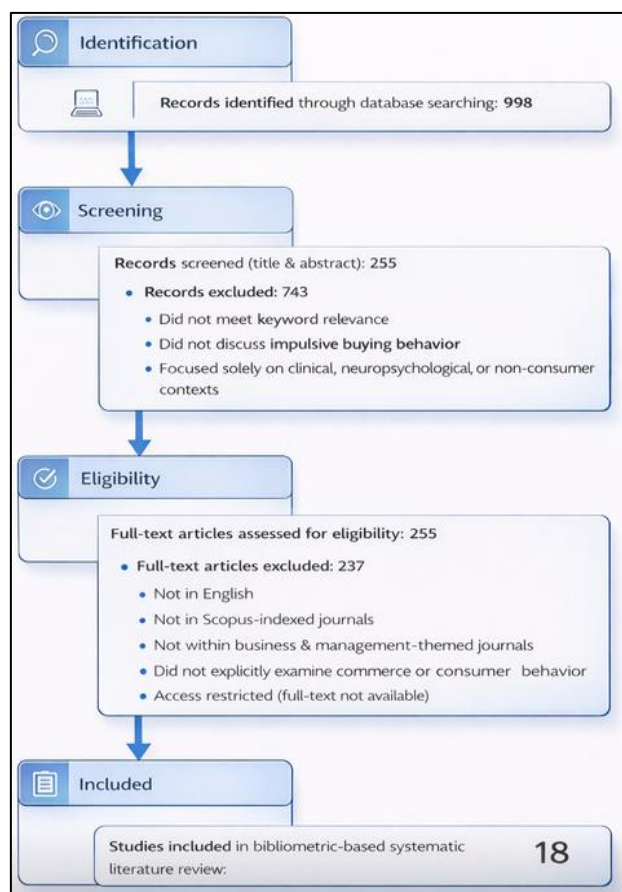 Identification
Records identified through database searching: 998
Screening
Records screened (title & abstract): 255
• Records excluded: 743
• Did not meet keyword relevance
• Did not discuss impulsive buying behavior
• Focused solely on clinical, neuropsychological, or non-consumer
contexts
Eligibility
Full-text articles assessed for eligibility: 255
• Full-text articles excluded: 237
• Not in English
• Not in Scopus-indexed journals
• Not within business & management-themed journals
• Did not explicitly examine commerce or consumer behavior
• Access restricted (full-text not available)
Included
Studies included in bibliometric-based systematic
literature review:
18